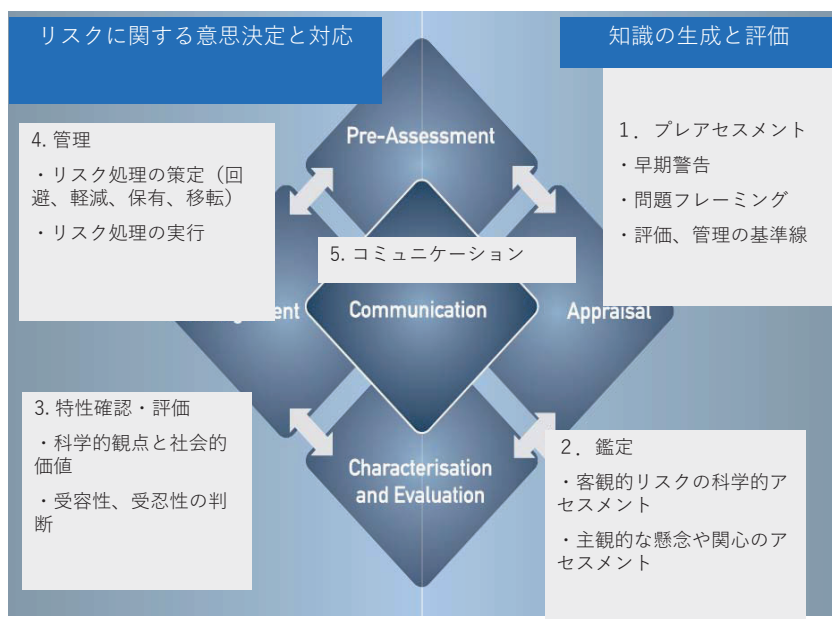 リスクに関する意思決定と対応
知識の生成と評価
Pre-Assessment
4. 管理
・リスク処理の策定（回
避、軽減、保有、移転）
・リスク処理の実行
1．プレアセスメント
・早期警告
・問題フレーミング
・評価、管理の基準線
5. コミュニケーション
ent
Communication
Appraisal
3. 特性確認・評価
・科学的観点と社会的
価値
・受容性、受忍性の判
断
Characterisation
and Evaluation
2．鑑定
・客観的リスクの科学的ア
セスメント
・主観的な懸念や関心のア
セスメント